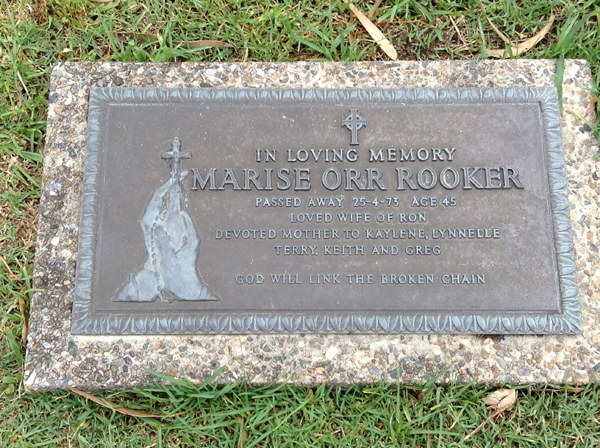 IN LOVING MEMORY
MARISE ORR ROOKER
PASSED AWAY 25-4-73 AGE 45
LOVED WIFE OF RON
DEVOTED MOTHER TO KAYLENE, LYNNELLE
TERRY, KEITH AND GREG
GOD WILL LINK THE BROKEN CHAIN